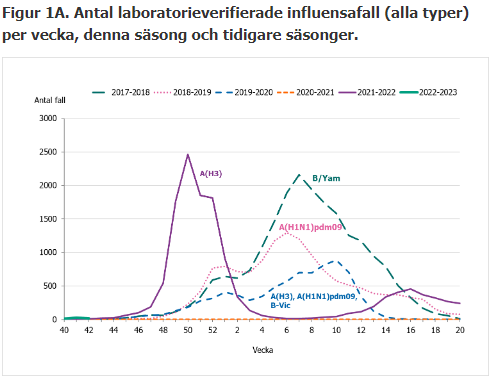 Figur 1A. Antal laboratorieverifierade influensafall (alla typer)
per vecka, denna säsong och tidigare säsonger.
2017-2018 2018-2019 2019-2020 2020-2021 2021-2022 2022-2023
Antal fall
3000
2500
2000
1500
1000
500
0
A(H3)
B/Yam
A(H1N1)pdm09
A(H3), A(H1N1)pdm09,
B-Vic
40 42 44 46 48 50 52 2 4 6 8 10 12 14 16 18 20
Vecka